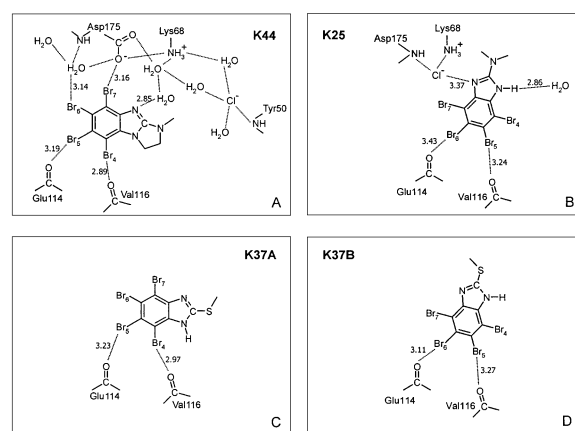 K44
Asp175
Lys68
H₂O
NH
O
O⁻
NH₃⁺
H₂O
H₂O
H₂O
H₂O
Cl⁻
3.14
3.16
Br₇
Br₆
2.85
H₂O
N
N
N
Br₅
Br₄
H₂O
NH
Tyr50
3.19
2.89
O
Glu114
O
Val116
A
K25
Asp175
Lys68
NH
NH₃⁺
Cl⁻
3.37
N
N
N
H
2.86
H₂O
Br₇
Br₄
Br₆
Br₅
3.43
3.24
O
Glu114
O
Val116
B
K37A
Br₇
Br₆
N
S
Br₅
N
H
Br₄
3.23
2.97
O
Glu114
O
Val116
C
K37B
S
N
N
H
Br₇
Br₄
Br₆
Br₅
3.11
3.27
O
Glu114
O
Val116
D